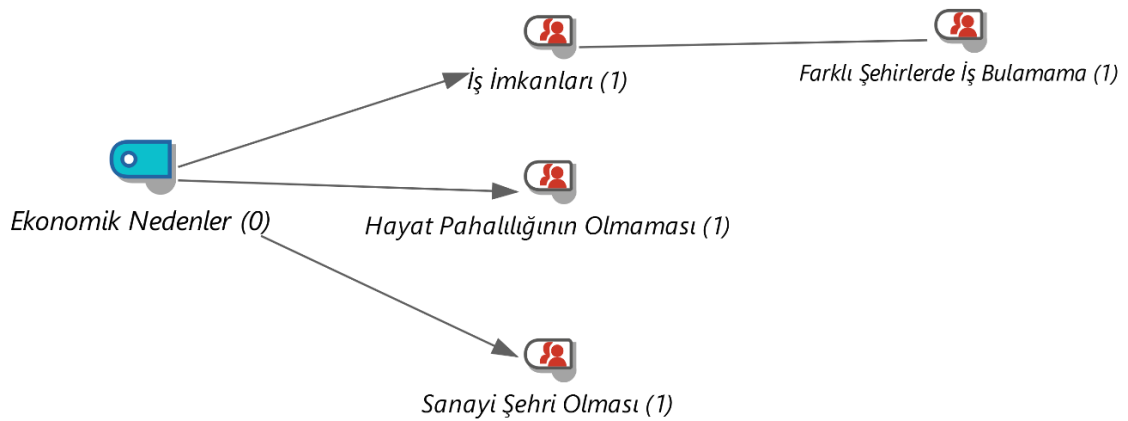 İş İmkanları (1)
Farklı Şehirlerde İş Bulamama (1)
Ekonomik Nedenler (0)
Hayat Pahalılığının Olmaması (1)
Sanayi Şehri Olması (1)